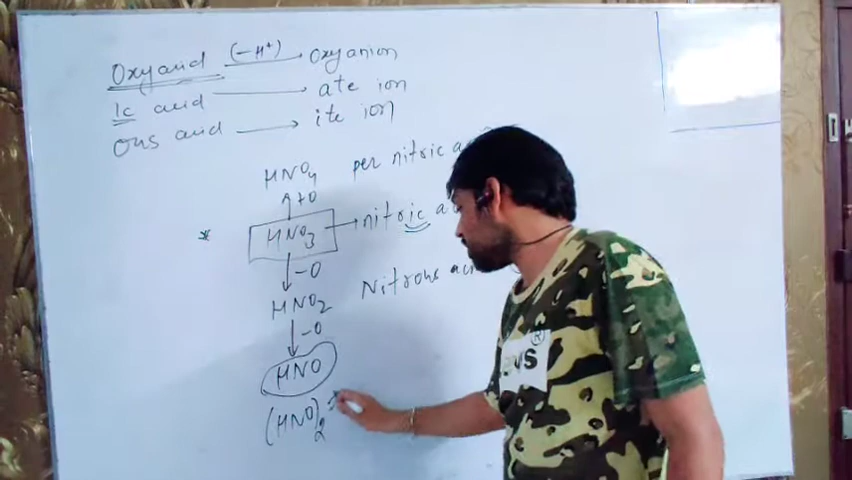 Oxyacid (-H+) → Oxyanion
Ic acid → ate ion
ous acid → ite ion
HNO4 per nitric
↑+O
* HNO3 → nitric
↓-O
HNO2 Nitrous
↓-O
HNO
(HNO)2
VS®